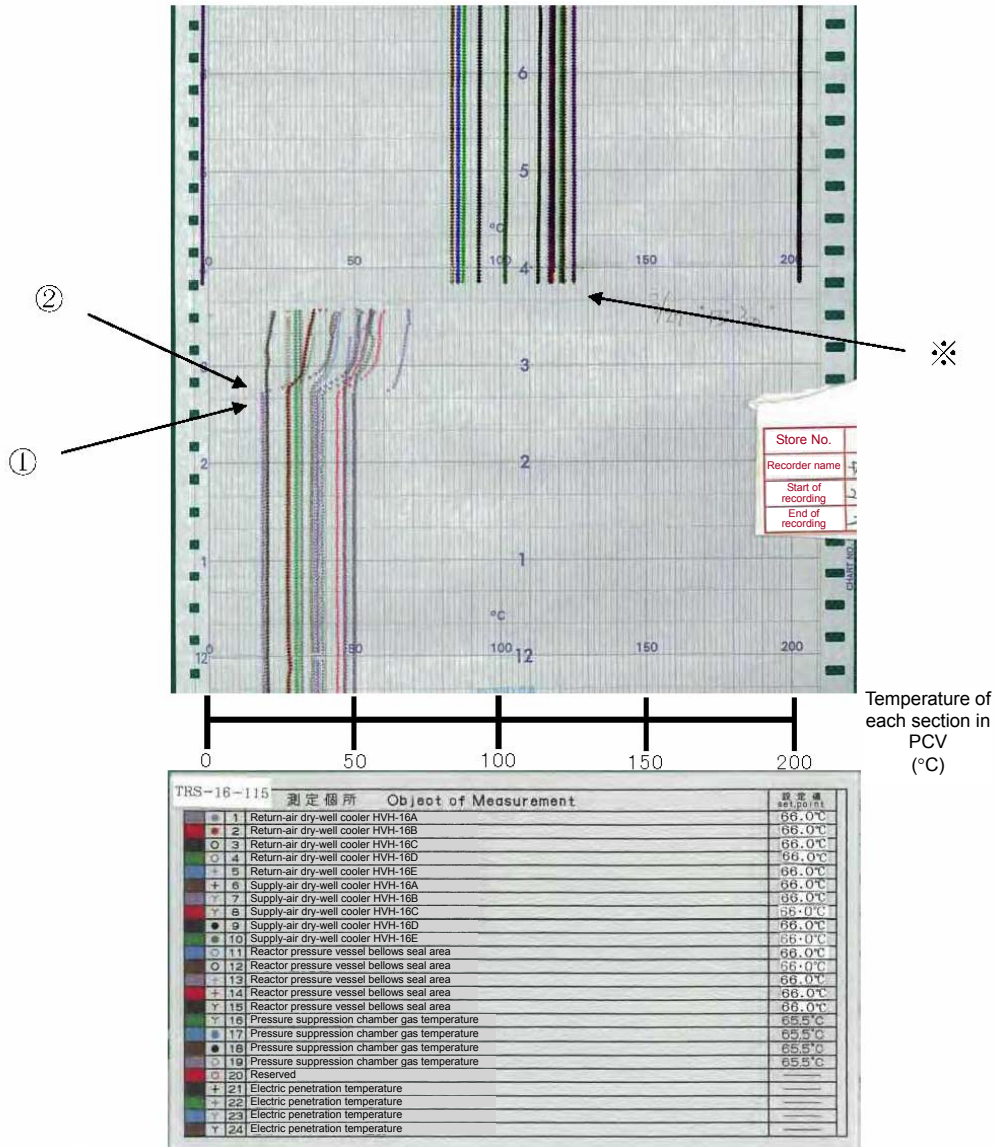 6
5
°C
0 50 100 4 150 200
②
3 3
※
①
Store No.
2 2
Recorder name
Start of recording
End of recording
1 1
CHART NO.
°C
0 50 100 150 200
12 12
0 50 100 150 200
Temperature of
each section in
PCV
(°C)
TRS-16-115 測定個所 Object of Measurement 設定値 set.point
1 Return-air dry-well cooler HVH-16A 66.0℃
2 Return-air dry-well cooler HVH-16B 66.0℃
3 Return-air dry-well cooler HVH-16C 66.0℃
4 Return-air dry-well cooler HVH-16D 66.0℃
5 Return-air dry-well cooler HVH-16E 66.0℃
6 Supply-air dry-well cooler HVH-16A 66.0℃
7 Supply-air dry-well cooler HVH-16B 66.0℃
8 Supply-air dry-well cooler HVH-16C 66.0℃
9 Supply-air dry-well cooler HVH-16D 66.0℃
10 Supply-air dry-well cooler HVH-16E 66.0℃
11 Reactor pressure vessel bellows seal area 66.0℃
12 Reactor pressure vessel bellows seal area 66.0℃
13 Reactor pressure vessel bellows seal area 66.0℃
14 Reactor pressure vessel bellows seal area 66.0℃
15 Reactor pressure vessel bellows seal area 66.0℃
16 Pressure suppression chamber gas temperature 65.5℃
17 Pressure suppression chamber gas temperature 65.5℃
18 Pressure suppression chamber gas temperature 65.5℃
19 Pressure suppression chamber gas temperature 65.5℃
20 Reserved
21 Electric penetration temperature
22 Electric penetration temperature
23 Electric penetration temperature
24 Electric penetration temperature